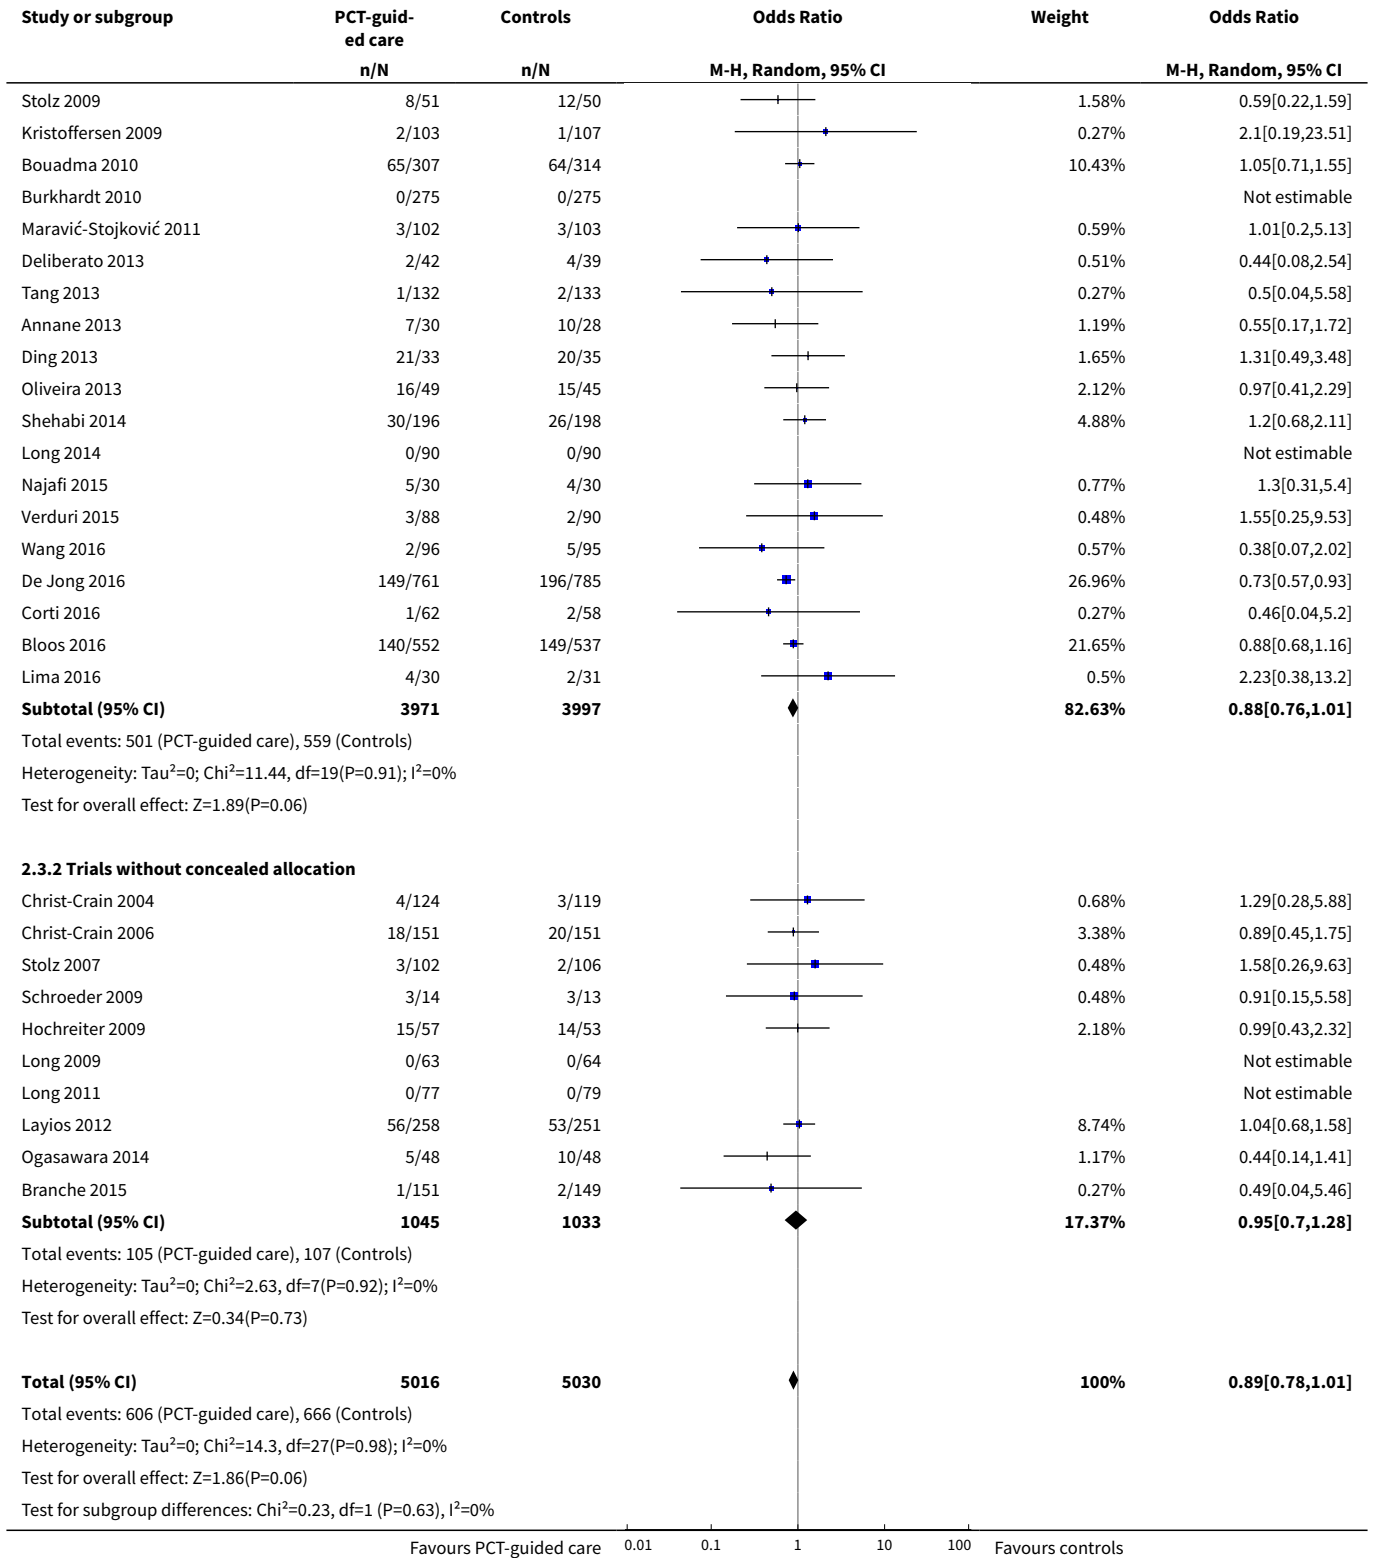 Study or subgroup PCT-guid- Controls Odds Ratio Weight Odds Ratio
ed care
n/N n/N M-H, Random, 95% CI M-H, Random, 95% CI
Stolz 2009 8/51 12/50 1.58% 0.59[0.22,1.59]
Kristoffersen 2009 2/103 1/107 0.27% 2.1[0.19,23.51]
Bouadma 2010 65/307 64/314 10.43% 1.05[0.71,1.55]
Burkhardt 2010 0/275 0/275 Not estimable
Maravić-Stojković 2011 3/102 3/103 0.59% 1.01[0.2,5.13]
Deliberato 2013 2/42 4/39 0.51% 0.44[0.08,2.54]
Tang 2013 1/132 2/133 0.27% 0.5[0.04,5.58]
Annane 2013 7/30 10/28 1.19% 0.55[0.17,1.72]
Ding 2013 21/33 20/35 1.65% 1.31[0.49,3.48]
Oliveira 2013 16/49 15/45 2.12% 0.97[0.41,2.29]
Shehabi 2014 30/196 26/198 4.88% 1.2[0.68,2.11]
Long 2014 0/90 0/90 Not estimable
Najafi 2015 5/30 4/30 0.77% 1.3[0.31,5.4]
Verduri 2015 3/88 2/90 0.48% 1.55[0.25,9.53]
Wang 2016 2/96 5/95 0.57% 0.38[0.07,2.02]
De Jong 2016 149/761 196/785 26.96% 0.73[0.57,0.93]
Corti 2016 1/62 2/58 0.27% 0.46[0.04,5.2]
Bloos 2016 140/552 149/537 21.65% 0.88[0.68,1.16]
Lima 2016 4/30 2/31 0.5% 2.23[0.38,13.2]
Subtotal (95% CI) 3971 3997 82.63% 0.88[0.76,1.01]
Total events: 501 (PCT-guided care), 559 (Controls)
Heterogeneity: Tau²=0; Chi²=11.44, df=19(P=0.91); I²=0%
Test for overall effect: Z=1.89(P=0.06)
2.3.2 Trials without concealed allocation
Christ-Crain 2004 4/124 3/119 0.68% 1.29[0.28,5.88]
Christ-Crain 2006 18/151 20/151 3.38% 0.89[0.45,1.75]
Stolz 2007 3/102 2/106 0.48% 1.58[0.26,9.63]
Schroeder 2009 3/14 3/13 0.48% 0.91[0.15,5.58]
Hochreiter 2009 15/57 14/53 2.18% 0.99[0.43,2.32]
Long 2009 0/63 0/64 Not estimable
Long 2011 0/77 0/79 Not estimable
Layios 2012 56/258 53/251 8.74% 1.04[0.68,1.58]
Ogasawara 2014 5/48 10/48 1.17% 0.44[0.14,1.41]
Branche 2015 1/151 2/149 0.27% 0.49[0.04,5.46]
Subtotal (95% CI) 1045 1033 17.37% 0.95[0.7,1.28]
Total events: 105 (PCT-guided care), 107 (Controls)
Heterogeneity: Tau²=0; Chi²=2.63, df=7(P=0.92); I²=0%
Test for overall effect: Z=0.34(P=0.73)
Total (95% CI) 5016 5030 100% 0.89[0.78,1.01]
Total events: 606 (PCT-guided care), 666 (Controls)
Heterogeneity: Tau²=0; Chi²=14.3, df=27(P=0.98); I²=0%
Test for overall effect: Z=1.86(P=0.06)
Test for subgroup differences: Chi²=0.23, df=1 (P=0.63), I²=0%
Favours PCT-guided care 0.01 0.1 1 10 100 Favours controls